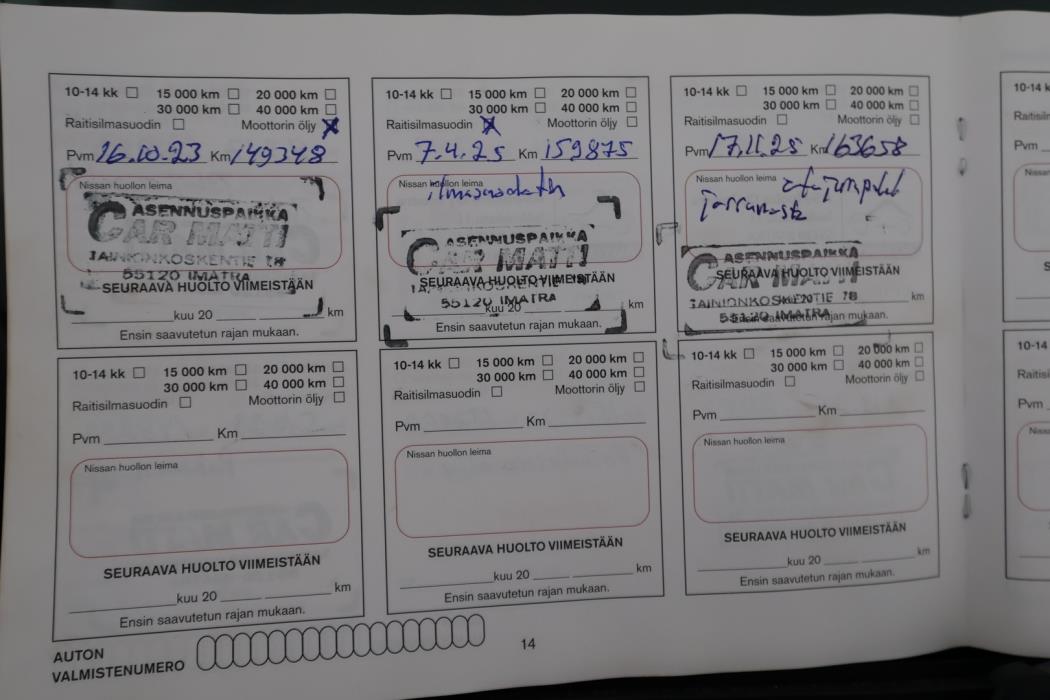 10-14 kk 15 000 km 20 000 km
30 000 km 40 000 km
Raitisilmasuodin Moottorin öljy
Pvm 16.10.23 Km 149348
Nissan huollon leima
ASENNUSPAIKKA
CAR MATTI
55120 IMATRA
SEURAAVA HUOLTO VIIMEISTÄÄN
kuu 20 km
Ensin saavutetun rajan mukaan.
10-14 kk 15 000 km 20 000 km
30 000 km 40 000 km
Raitisilmasuodin Moottorin öljy
Pvm 7.4.25 Km 159875
Nissan huollon leima
ASENNUSPAIKKA
CAR MATTI
SEURAAVA HUOLTO VIIMEISTÄÄN
55120 IMATRA
kuu 20 km
Ensin saavutetun rajan mukaan.
10-14 kk 15 000 km 20 000 km
30 000 km 40 000 km
Raitisilmasuodin Moottorin öljy
Pvm 17.11.25 Km 163658
Nissan huollon leima
ASENNUSPAIKKA
CAR MATTI
SEURAAVA HUOLTO VIIMEISTÄÄN
kuu 20 km
55120 IMATRA
Ensin saavutetun rajan mukaan.
10-14 kk 15 000 km 20 000 km
30 000 km 40 000 km
Raitisilmasuodin Moottorin öljy
Pvm Km
Nissan huollon leima
SEURAAVA HUOLTO VIIMEISTÄÄN
kuu 20 km
Ensin saavutetun rajan mukaan.
10-14 kk 15 000 km 20 000 km
30 000 km 40 000 km
Raitisilmasuodin Moottorin öljy
Pvm Km
Nissan huollon leima
SEURAAVA HUOLTO VIIMEISTÄÄN
kuu 20 km
Ensin saavutetun rajan mukaan.
10-14 kk 15 000 km 20 000 km
30 000 km 40 000 km
Raitisilmasuodin Moottorin öljy
Pvm Km
Nissan huollon leima
SEURAAVA HUOLTO VIIMEISTÄÄN
kuu 20 km
Ensin saavutetun rajan mukaan.
AUTON
VALMISTENUMERO
14